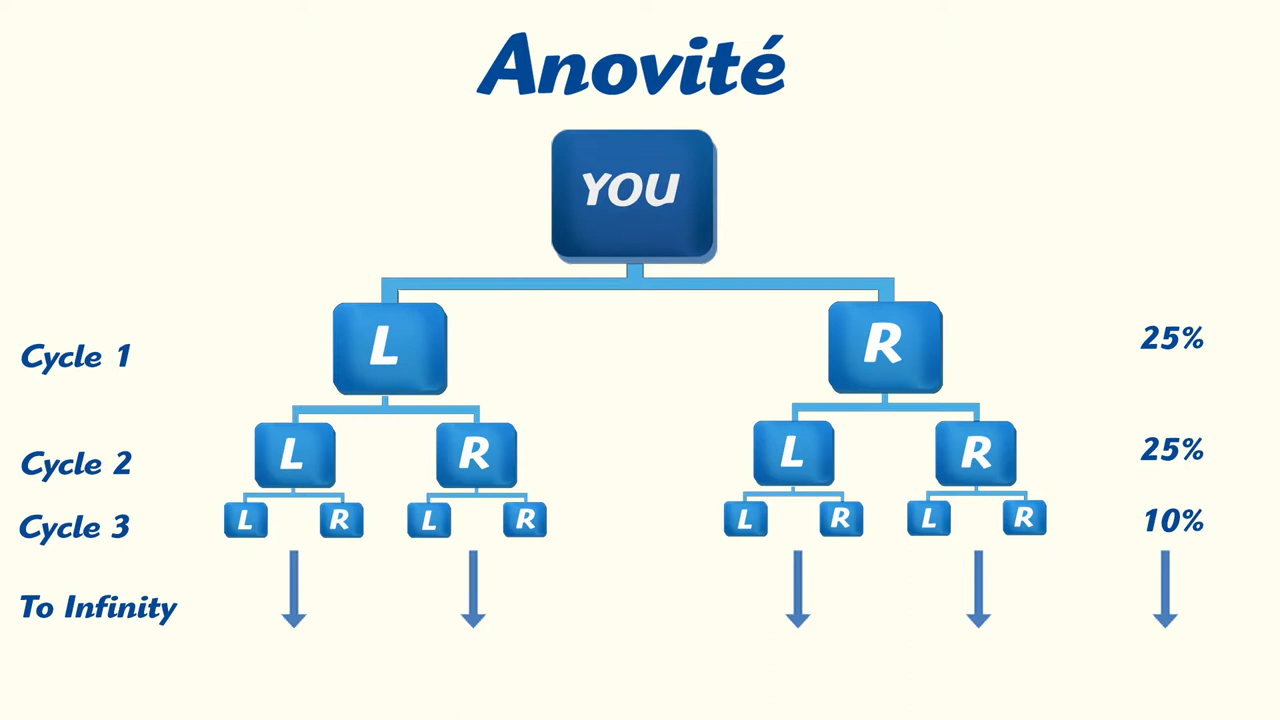 Anovité
YOU
L R
Cycle 1 25%
L R L R
Cycle 2 25%
L R L R L R L R
Cycle 3 10%
To Infinity